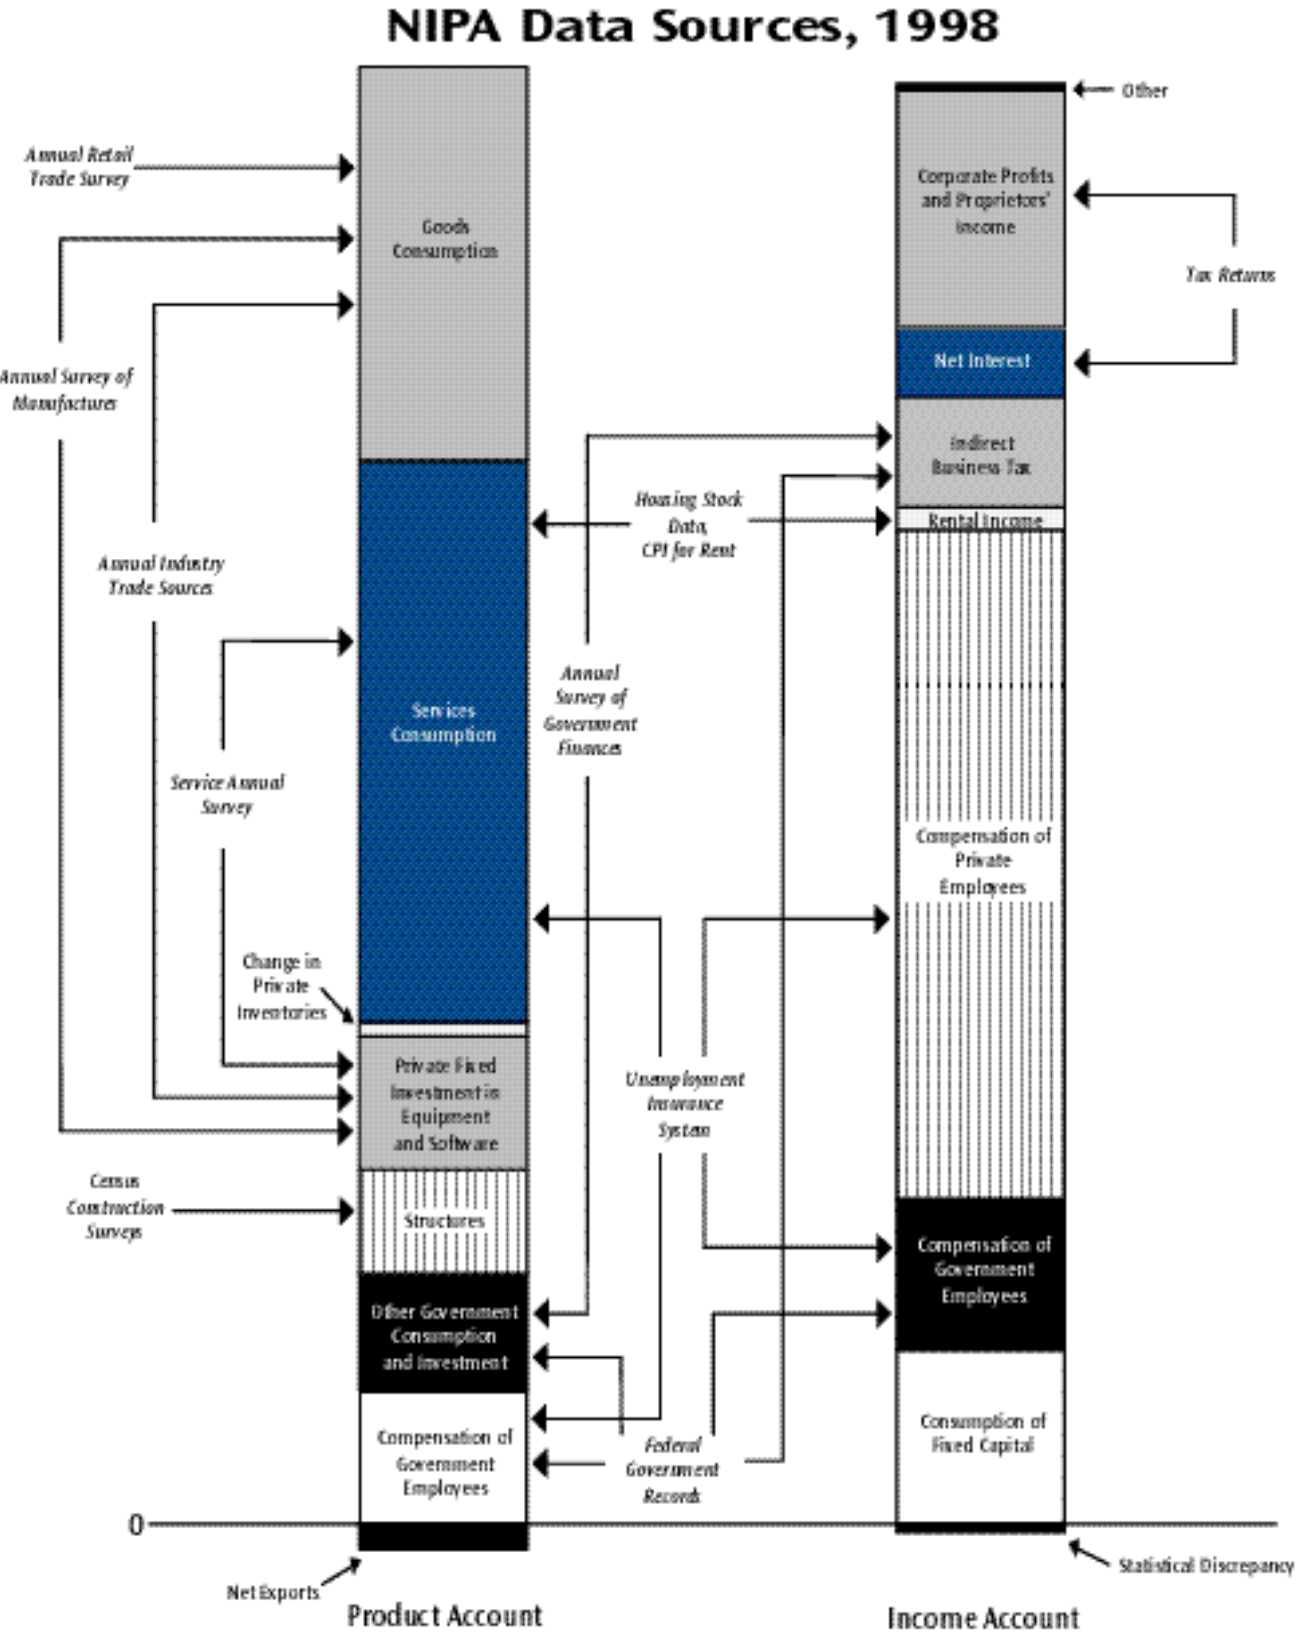 NIPA Data Sources, 1998
Other
Annual Retail
Trade Survey
Goods
Consumption
Corporate Profits
and Proprietors'
Income
Tax Returns
Annual Survey of
Manufactures
Net Interest
Indirect
Business Tax
Housing Stock
Data,
CPI for Rent
Rental Income
Annual Industry
Trade Sources
Annual
Survey of
Government
Finances
Services
Consumption
Service Annual
Survey
Compensation of
Private
Employees
Change in
Private
Inventories
Private Fixed
Investment in
Equipment
and Software
Unemployment
Insurance
System
Census
Construction
Surveys
Structures
Compensation of
Government
Employees
Other Government
Consumption
and Investment
Compensation of
Government
Employees
Federal
Government
Records
Consumption of
Fixed Capital
0
Net Exports
Statistical Discrepancy
Product Account
Income Account